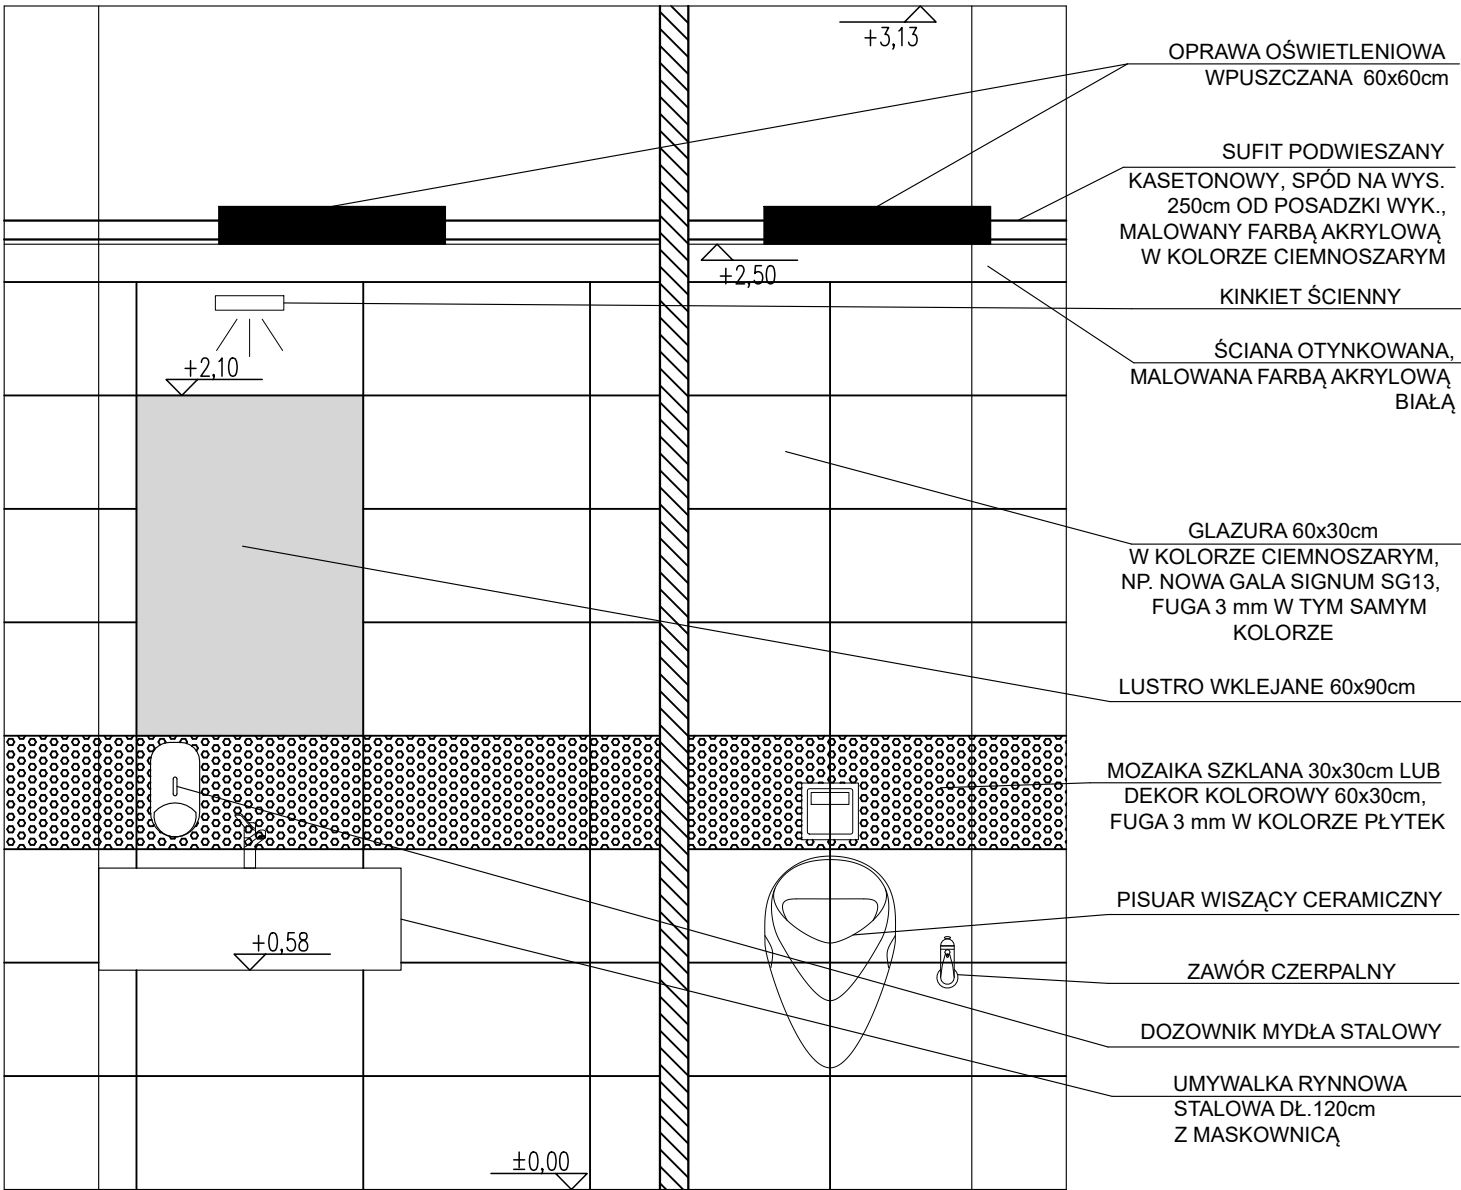 +3,13
OPRAWA OŚWIETLENIOWA
WPUSZCZANA 60x60cm
SUFIT PODWIESZANY
KASETONOWY, SPÓD NA WYS.
250cm OD POSADZKI WYK.,
MALOWANY FARBĄ AKRYLOWĄ
W KOLORZE CIEMNOSZARYM
+2,50
KINKIET ŚCIENNY
ŚCIANA OTYNKOWANA,
MALOWANA FARBĄ AKRYLOWĄ
BIAŁĄ
+2,10
GLAZURA 60x30cm
W KOLORZE CIEMNOSZARYM,
NP. NOWA GALA SIGNUM SG13,
FUGA 3 mm W TYM SAMYM
KOLORZE
LUSTRO WKLEJANE 60x90cm
MOZAIKA SZKLANA 30x30cm LUB
DEKOR KOLOROWY 60x30cm,
FUGA 3 mm W KOLORZE PŁYTEK
PISUAR WISZĄCY CERAMICZNY
+0,58
ZAWÓR CZERPALNY
DOZOWNIK MYDŁA STALOWY
UMYWALKA RYNNOWA
STALOWA DŁ.120cm
Z MASKOWNICĄ
±0,00